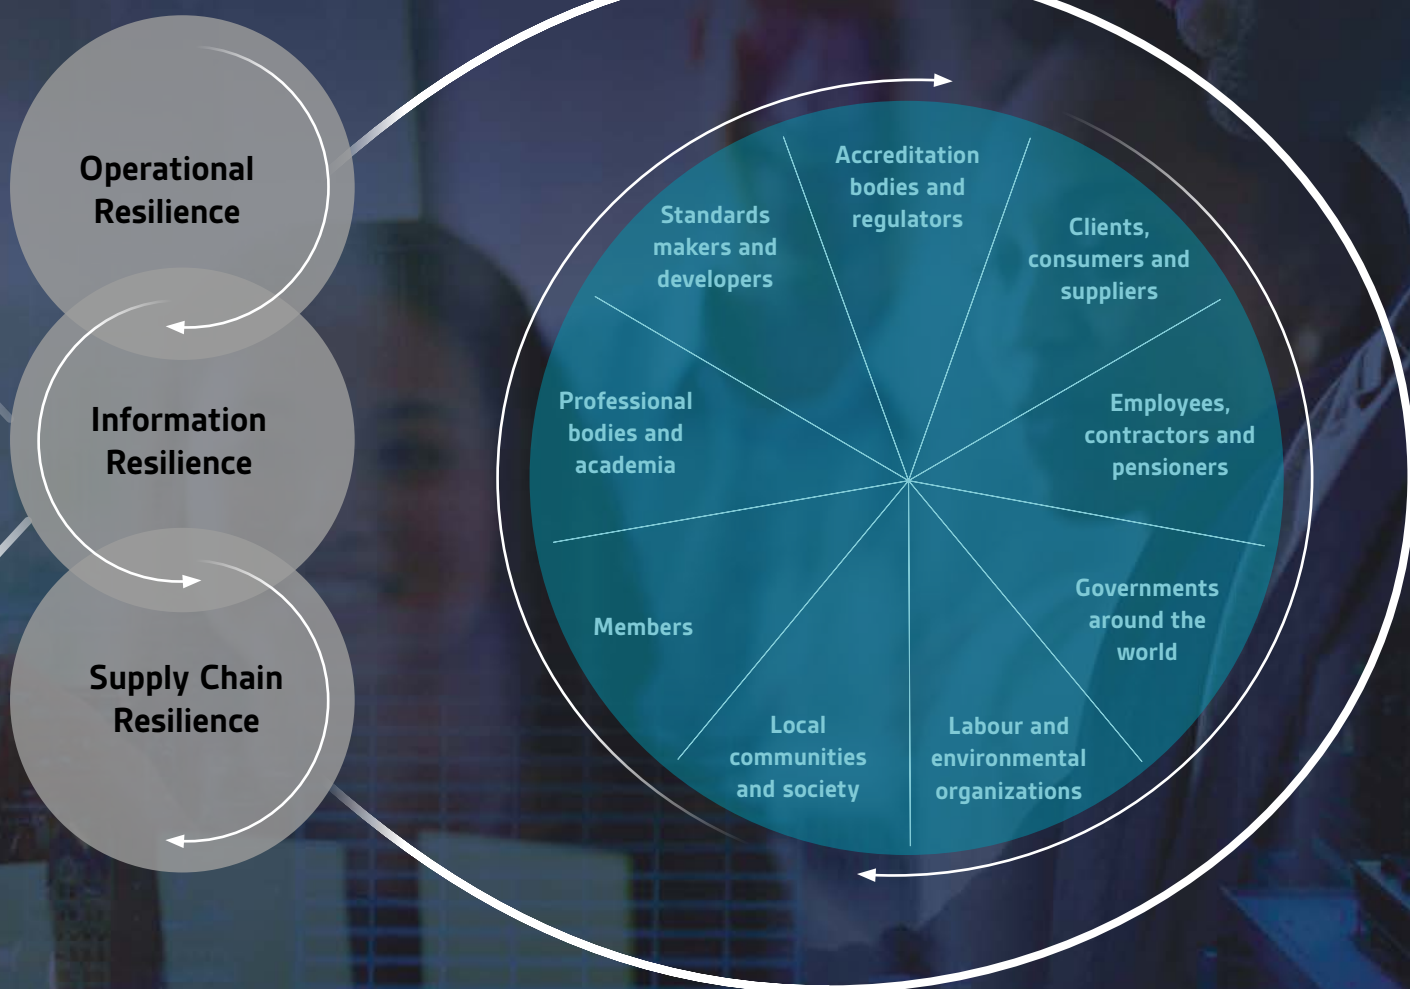 Operational
Resilience
Information
Resilience
Supply Chain
Resilience
Accreditation
bodies and
regulators
Clients,
consumers and
suppliers
Employees,
contractors and
pensioners
Governments
around the
world
Labour and
environmental
organizations
Local
communities
and society
Members
Professional
bodies and
academia
Standards
makers and
developers